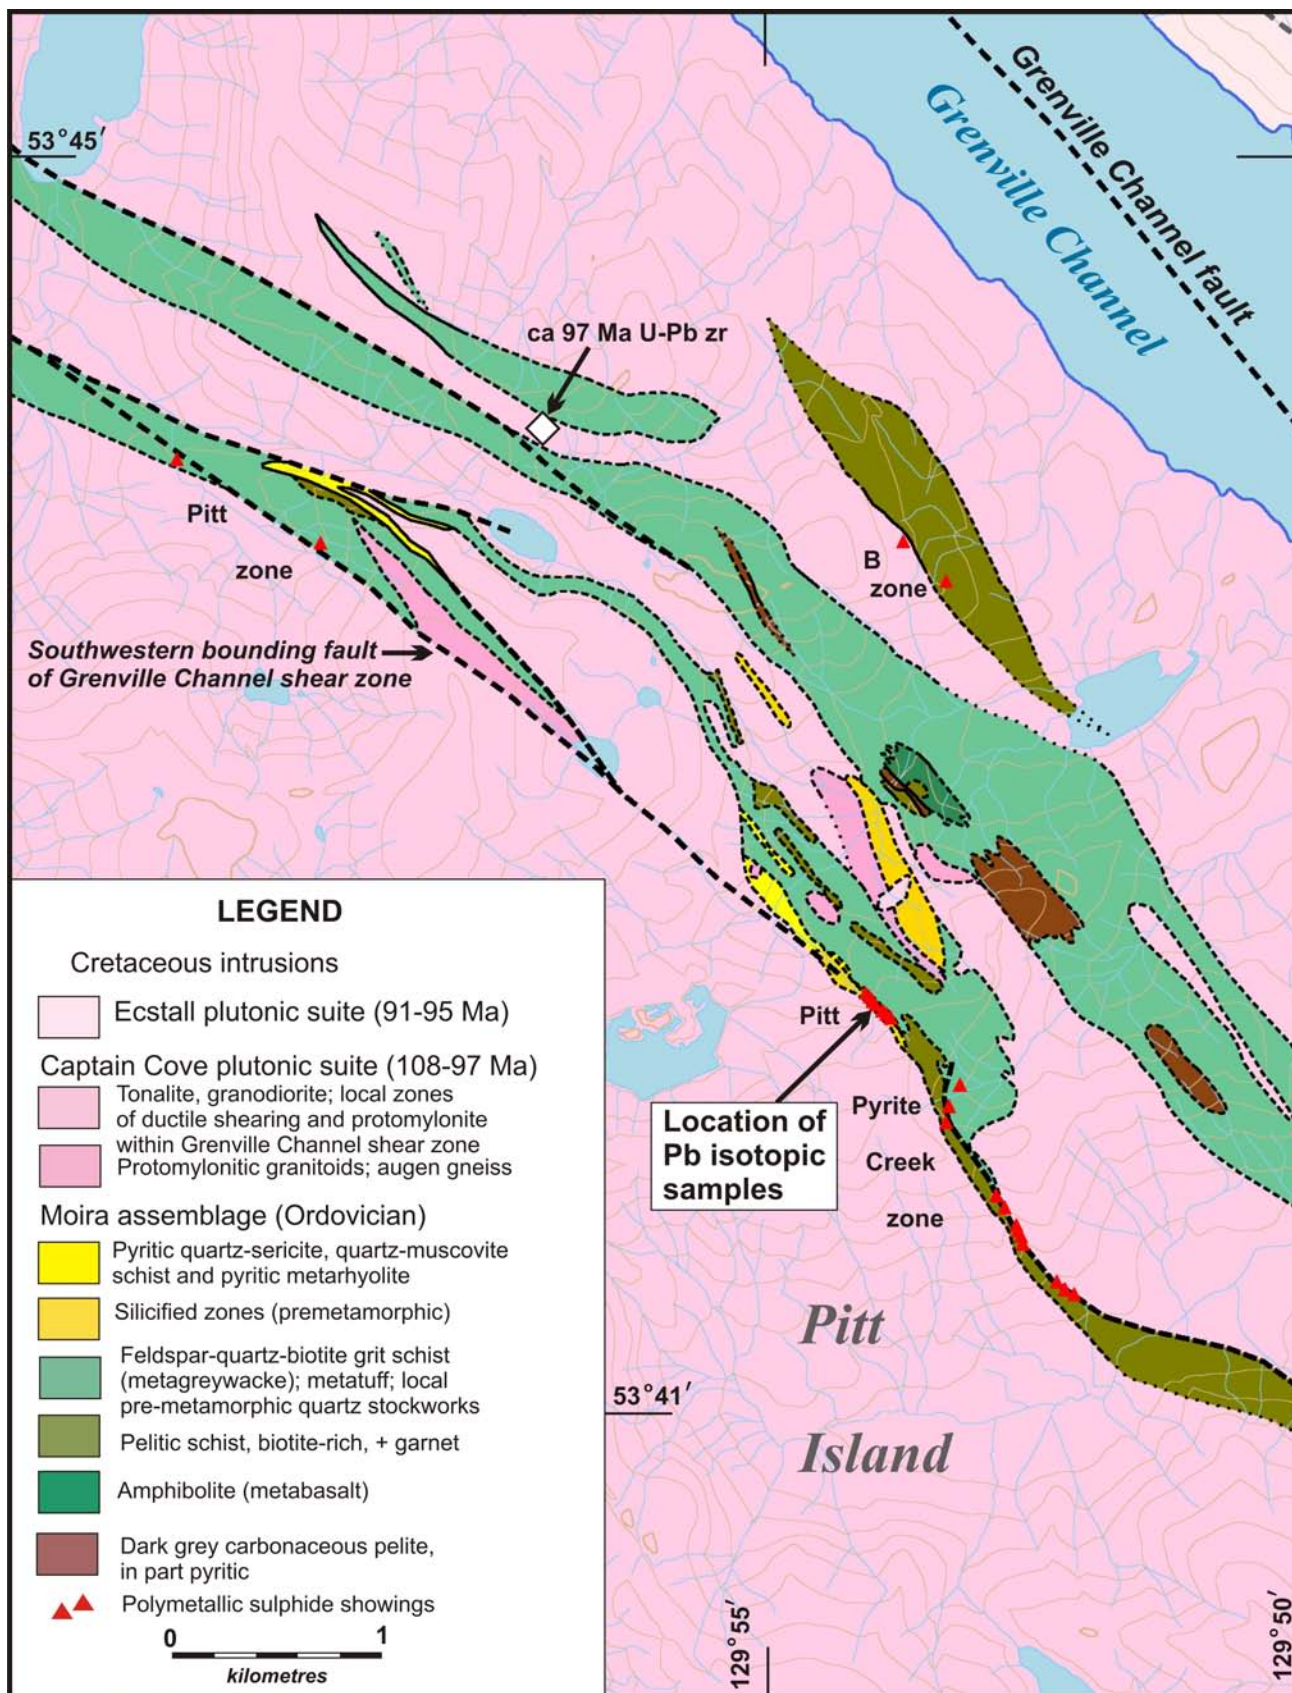 Grenville Channel fault
Grenville Channel
53°45′
ca 97 Ma U-Pb zr
Pitt
zone
B
zone
Southwestern bounding fault
of Grenville Channel shear zone
Pitt
Pyrite
Creek
zone
Location of
Pb isotopic
samples
Pitt
Island
53°41′
129°55′
129°50′
LEGEND
Cretaceous intrusions
Ecstall plutonic suite (91-95 Ma)
Captain Cove plutonic suite (108-97 Ma)
Tonalite, granodiorite; local zones
of ductile shearing and protomylonite
within Grenville Channel shear zone
Protomylonitic granitoids; augen gneiss
Moira assemblage (Ordovician)
Pyritic quartz-sericite, quartz-muscovite
schist and pyritic metarhyolite
Silicified zones (premetamorphic)
Feldspar-quartz-biotite grit schist
(metagreywacke); metatuff; local
pre-metamorphic quartz stockworks
Pelitic schist, biotite-rich, + garnet
Amphibolite (metabasalt)
Dark grey carbonaceous pelite,
in part pyritic
Polymetallic sulphide showings
0 1
kilometres